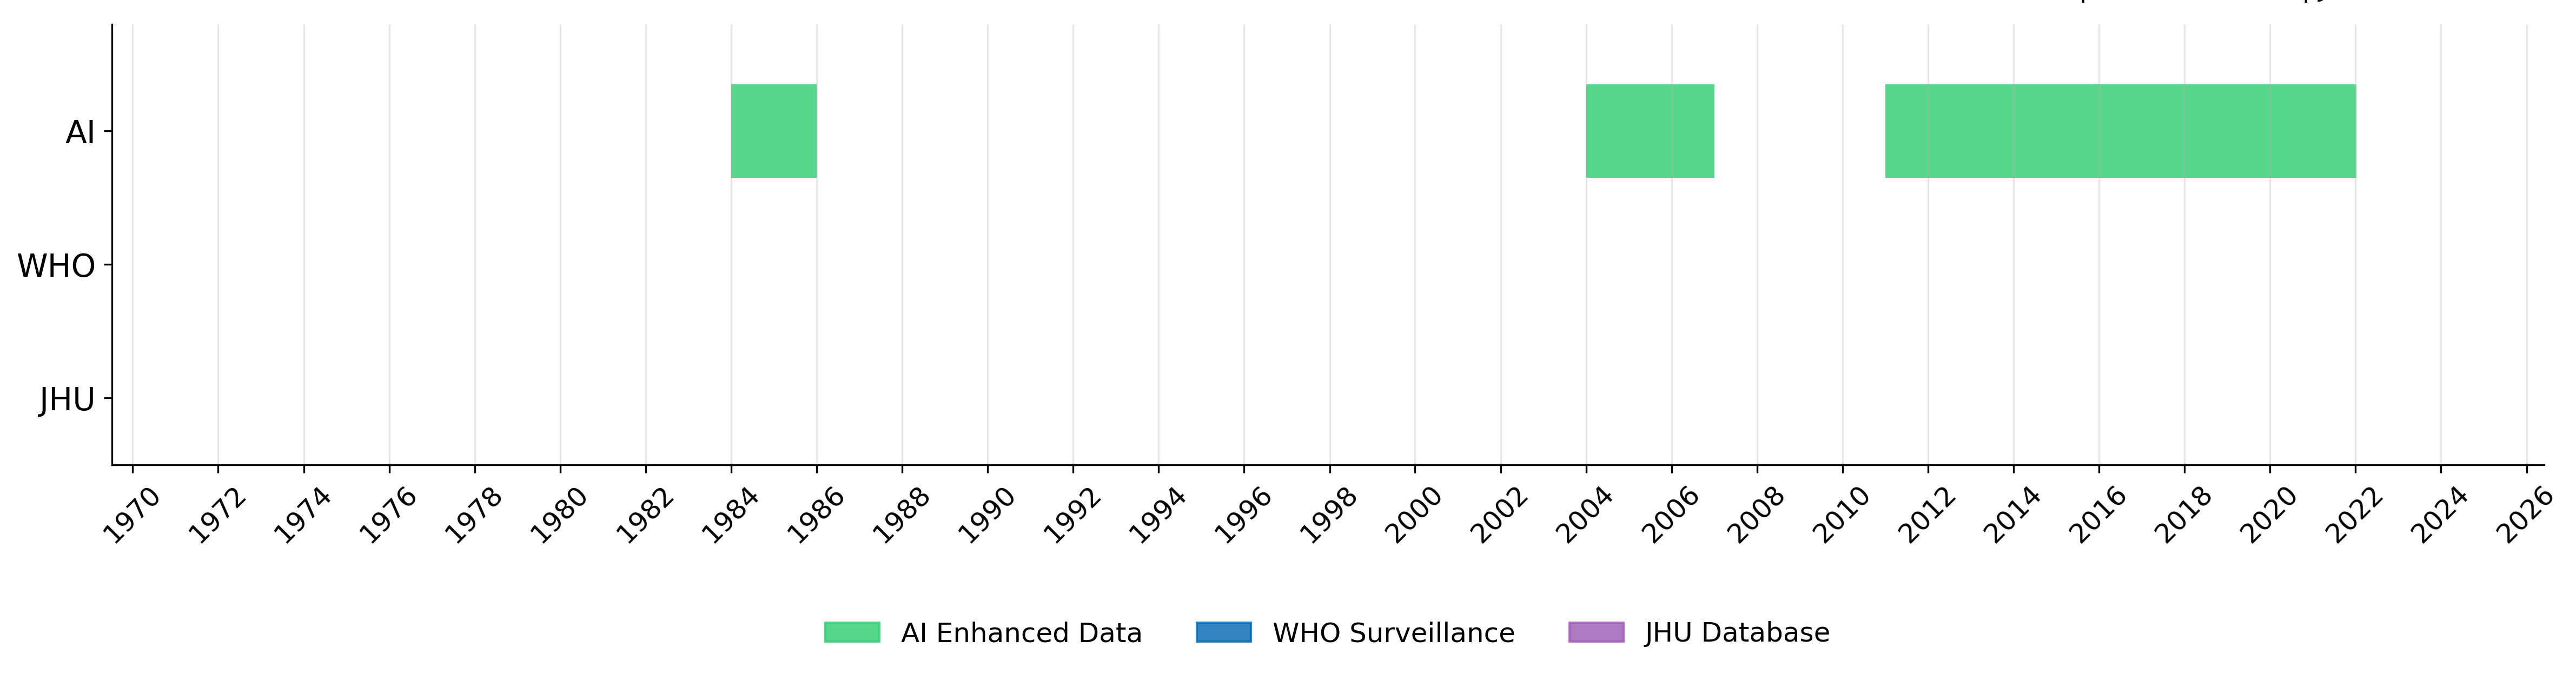 AI
WHO
JHU
1970 1972 1974 1976 1978 1980 1982 1984 1986 1988 1990 1992 1994 1996 1998 2000 2002 2004 2006 2008 2010 2012 2014 2016 2018 2020 2022 2024 2026
AI Enhanced Data WHO Surveillance JHU Database